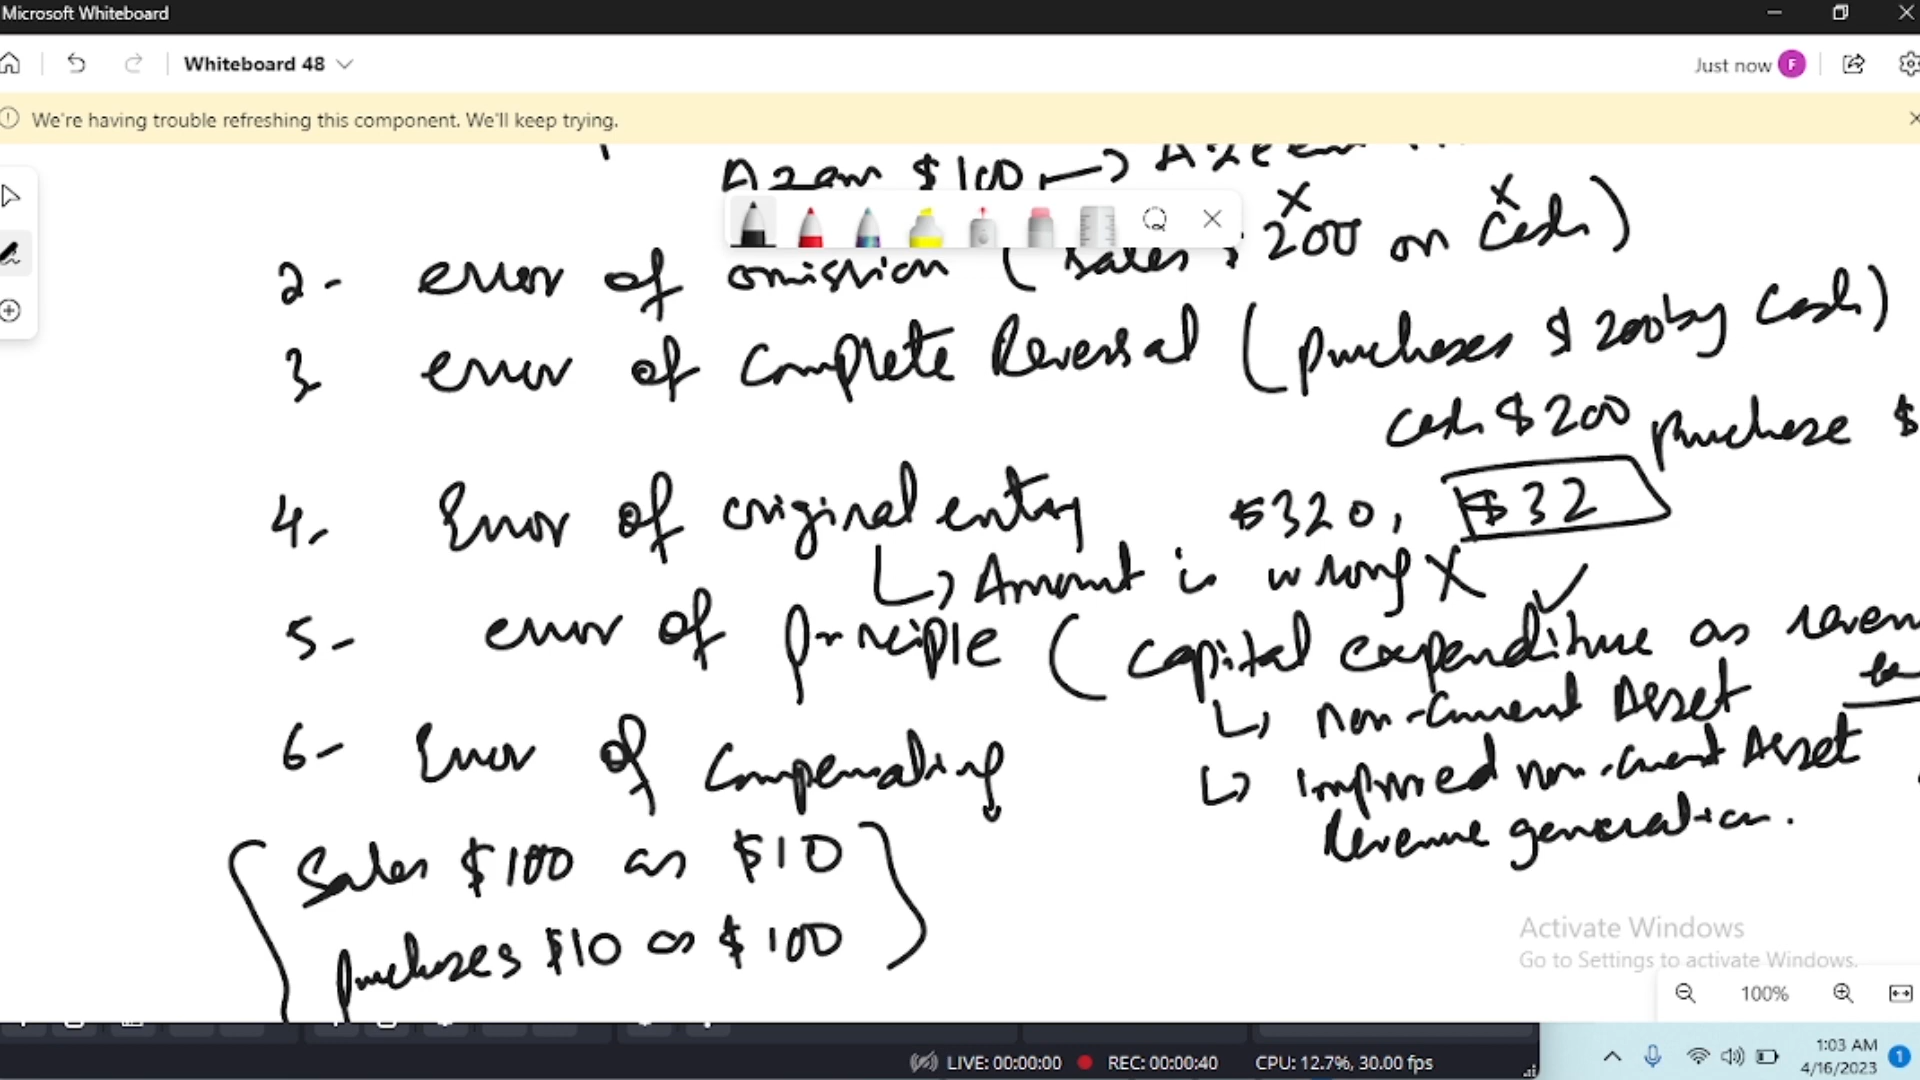 Microsoft Whiteboard
Whiteboard 48
Just now F
We're having trouble refreshing this component. We'll keep trying.
Azam $100
2- error of omission (Sales $ 200 on Cash)
3 error of Complete Reversal (purchases $200 by Cash)
Cash $200 purchase $
4. Error of original entry $320, $32
Amount is wrong X
5- error of Principle (Capital expenditure as reven
non-Current Asset
6- Error of Compensating
Improved non-current Asset
Revenue generation.
Sales $100 as $10
purchases $10 as $100
Activate Windows
Go to Settings to activate Windows.
100%
LIVE: 00:00:00 REC: 00:00:40 CPU: 12.7%, 30.00 fps
1:03 AM
4/16/2023
1